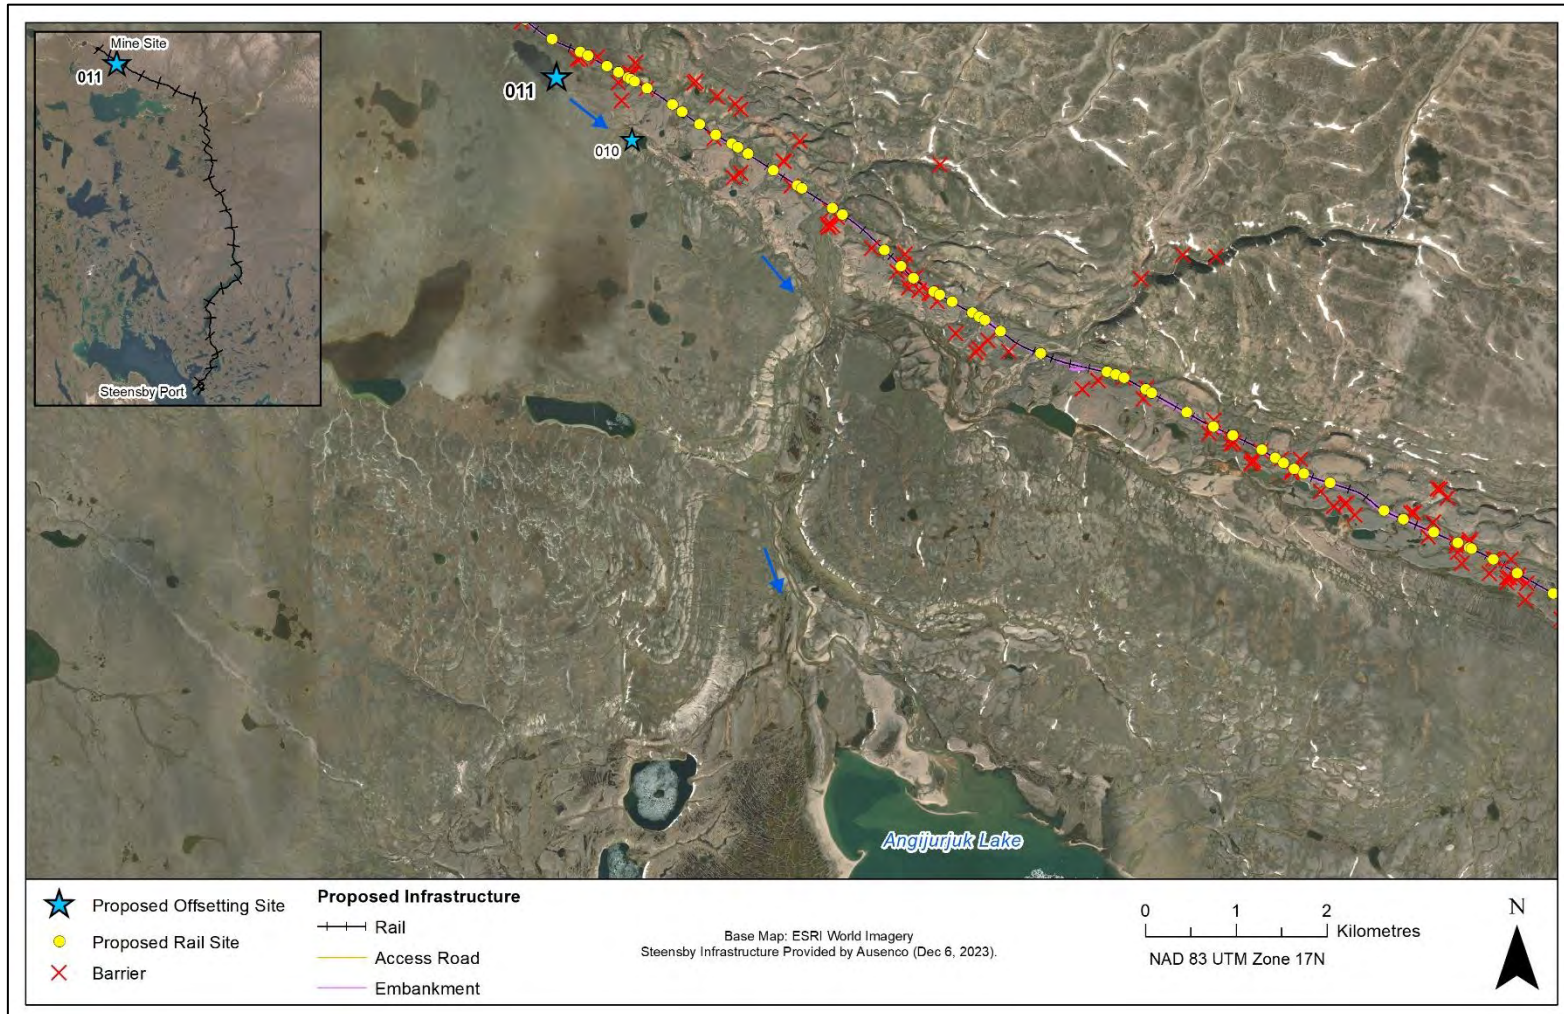 Mine Site
011
Steensby Port
011
010
Angijurjuk Lake
Proposed Offsetting Site
Proposed Rail Site
Barrier
Proposed Infrastructure
Rail
Access Road
Embankment
Base Map: ESRI World Imagery
Steensby Infrastructure Provided by Ausenco (Dec 6, 2023).
0 1 2
Kilometres
NAD 83 UTM Zone 17N
N